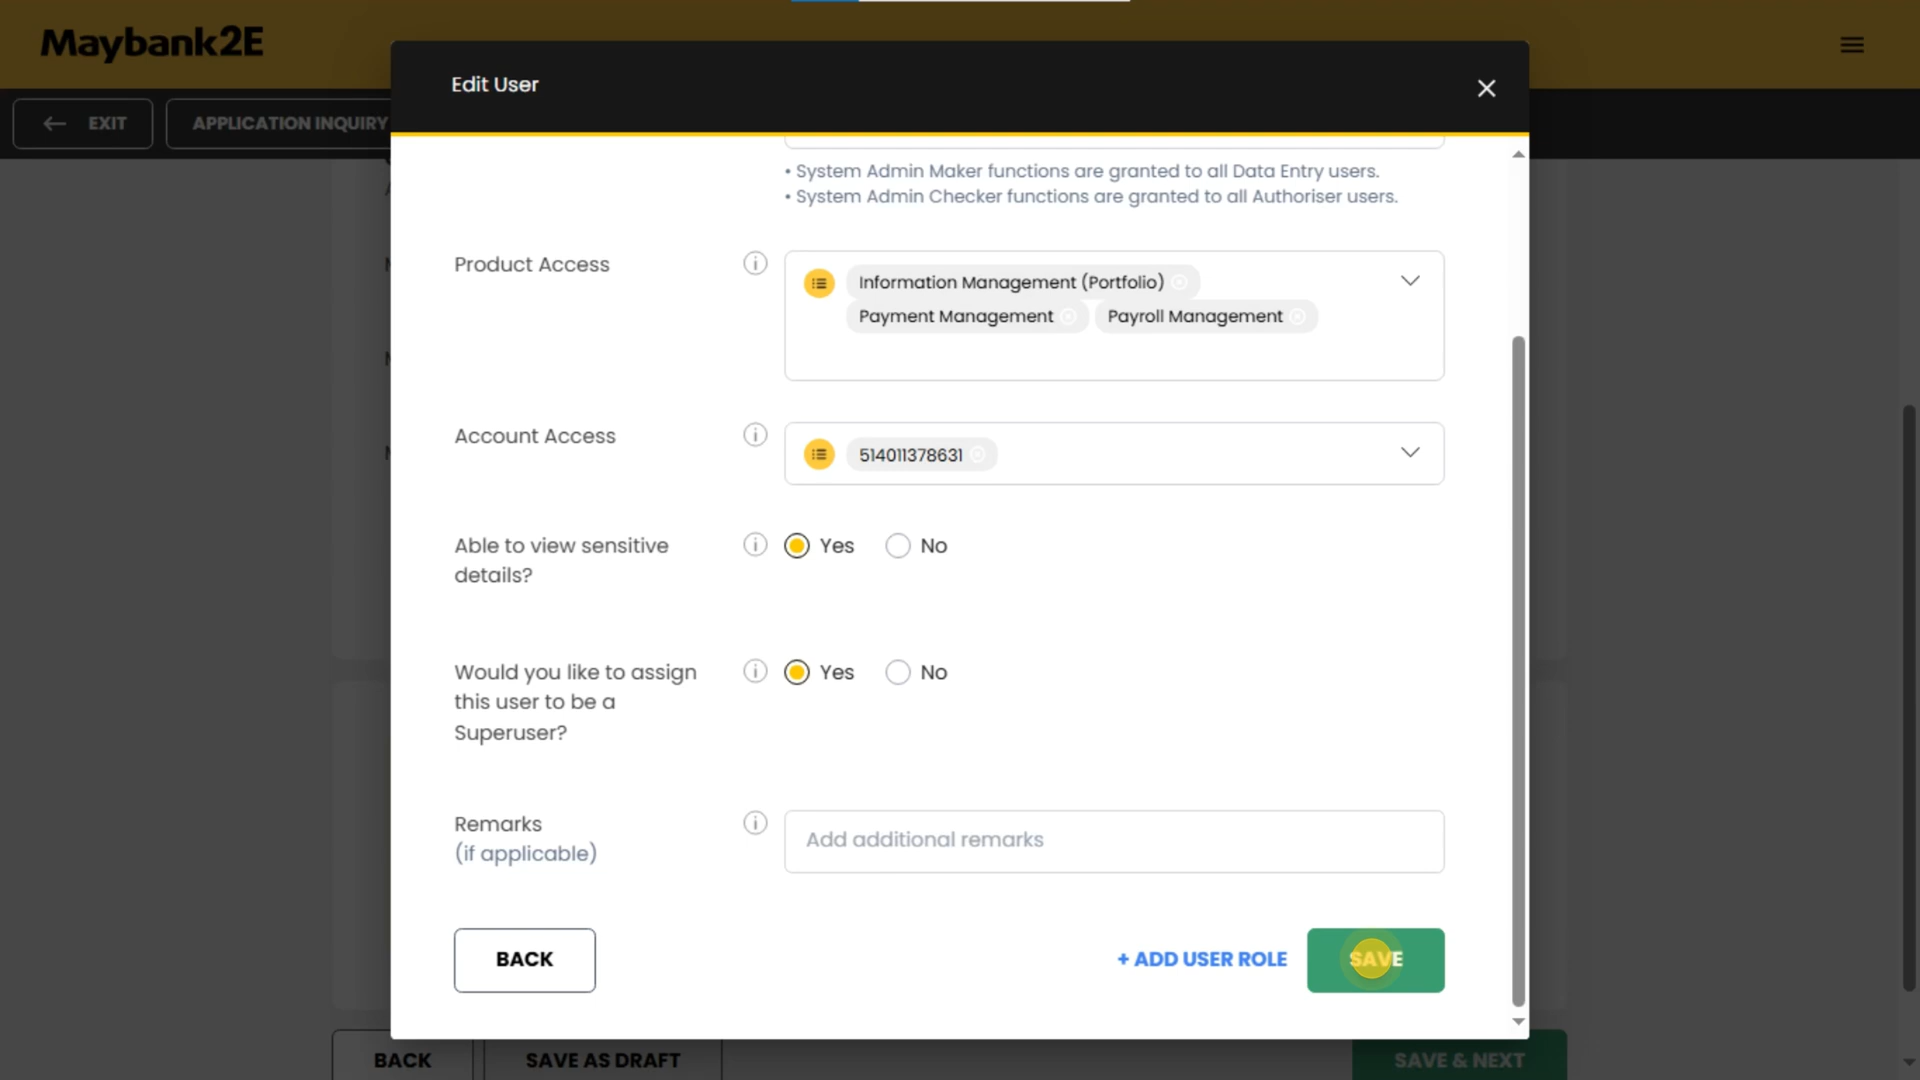 Maybank2E
Edit User
EXIT
APPLICATION INQUIRY
• System Admin Maker functions are granted to all Data Entry users.
• System Admin Checker functions are granted to all Authoriser users.
Product Access
Information Management (Portfolio)
Payment Management
Payroll Management
Account Access
514011378631
Able to view sensitive
details?
Yes
No
Would you like to assign
this user to be a
Superuser?
Yes
No
Remarks
(if applicable)
Add additional remarks
BACK
+ ADD USER ROLE
SAVE
BACK
SAVE AS DRAFT
SAVE & NEXT